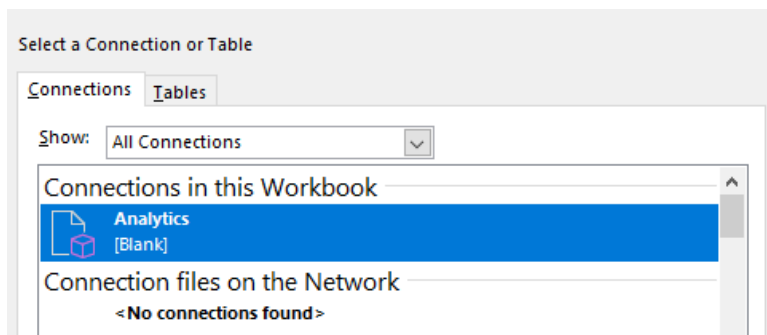 Select a Connection or Table
Connections Tables
Show: All Connections
Connections in this Workbook
Analytics
[Blank]
Connection files on the Network
<No connections found>